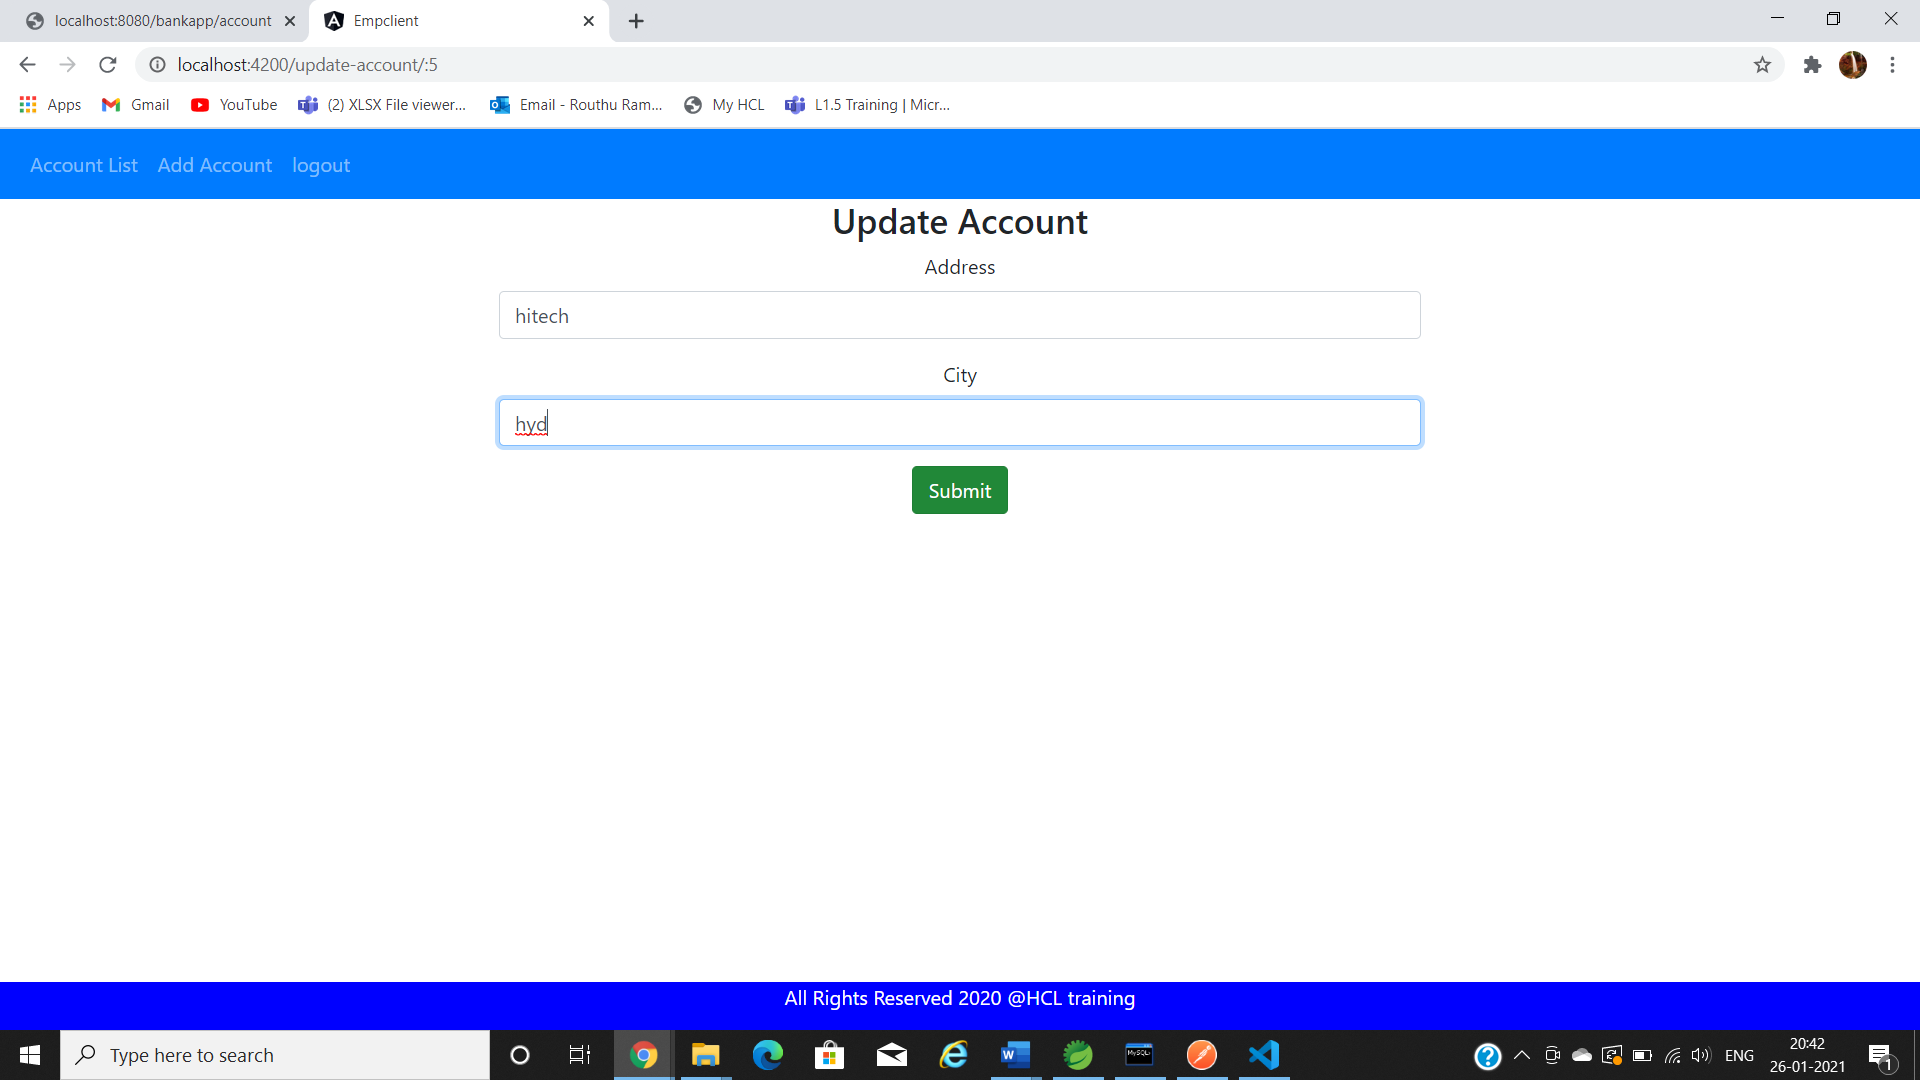 localhost:8080/bankapp/account
Empclient
localhost:4200/update-account/:5
Apps
Gmail
YouTube
(2) XLSX File viewer...
Email - Routhu Ram...
My HCL
L1.5 Training | Micr...
Account List
Add Account
logout
Update Account
Address
hitech
City
hyd
Submit
All Rights Reserved 2020 @HCL training
Type here to search
MySQL
ENG
20:42
26-01-2021
1